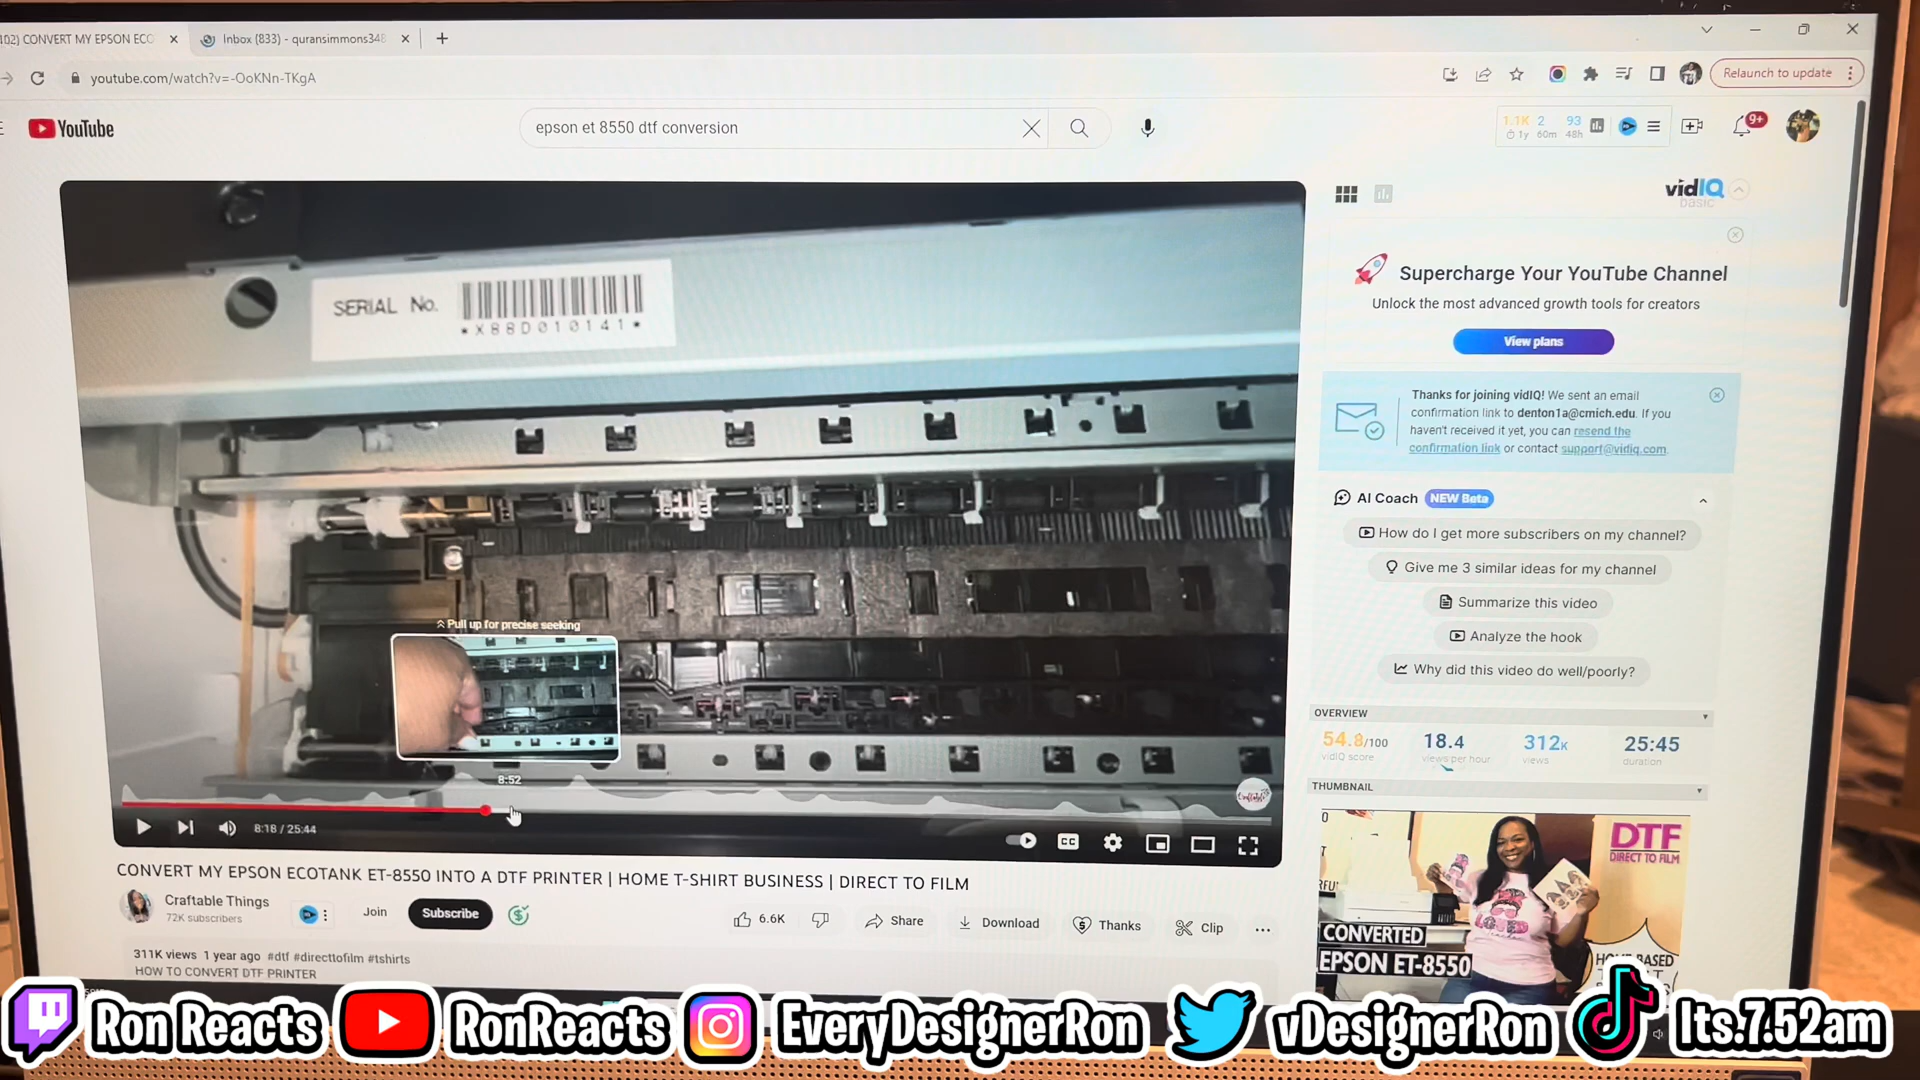 102) CONVERT MY EPSON ECO
Inbox (833) - quransimmons348
youtube.com/watch?v=-OoKNn-TKgA
Relaunch to update
YouTube
epson et 8550 dtf conversion
1.1K 2 93
1y 60m 48h
9+
SERIAL No.
*X88D010141*
Pull up for precise seeking
8:52
8:18 / 25:44
CC
CONVERT MY EPSON ECOTANK ET-8550 INTO A DTF PRINTER | HOME T-SHIRT BUSINESS | DIRECT TO FILM
Craftable Things
72K subscribers
Join
Subscribe
6.6K
Share
Download
Thanks
Clip
311K views 1 year ago #dtf #directtofilm #tshirts
HOW TO CONVERT DTF PRINTER
vidIQ
basic
Supercharge Your YouTube Channel
Unlock the most advanced growth tools for creators
View plans
Thanks for joining vidIQ! We sent an email
confirmation link to denton1a@cmich.edu. If you
haven't received it yet, you can resend the
confirmation link or contact support@vidiq.com.
AI Coach NEW Beta
How do I get more subscribers on my channel?
Give me 3 similar ideas for my channel
Summarize this video
Analyze the hook
Why did this video do well/poorly?
OVERVIEW
54.8/100 18.4 312K 25:45
vidIQ score views per hour views duration
THUMBNAIL
DTF
DIRECT TO FILM
CONVERTED
EPSON ET-8550
Ron Reacts RonReacts EveryDesignerRon vDesignerRon Its.7.52am